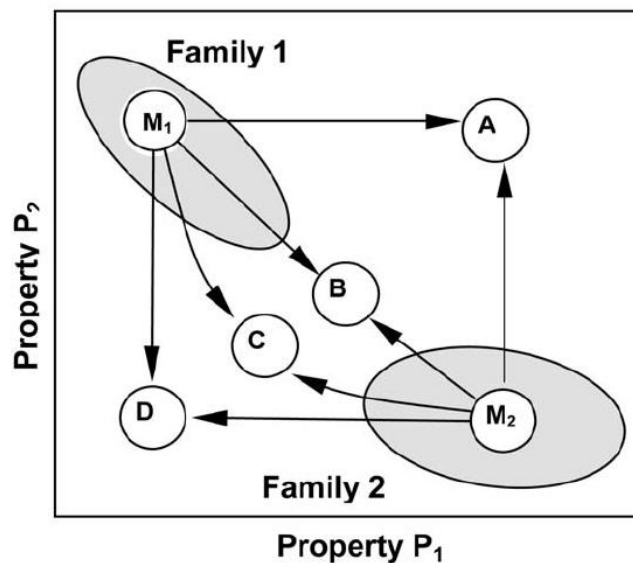 Family 1
M₁
A
B
C
D
M₂
Family 2
Property P₂
Property P₁